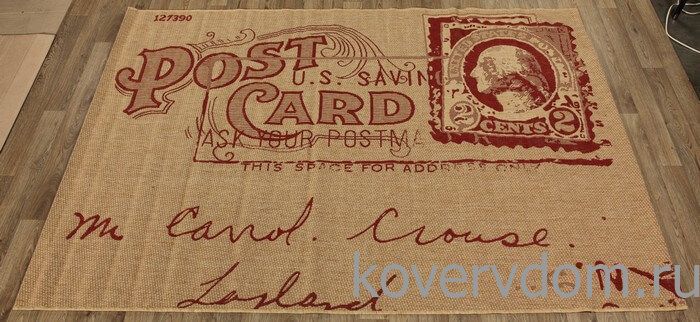 127390
POST
U.S. SAVIN
CARD
2 CENTS 2
"ASK YOUR POSTMA
THIS SPACE FOR ADDRESS ONLY
Mr Carrol. Crouse.
kovervdom.ru